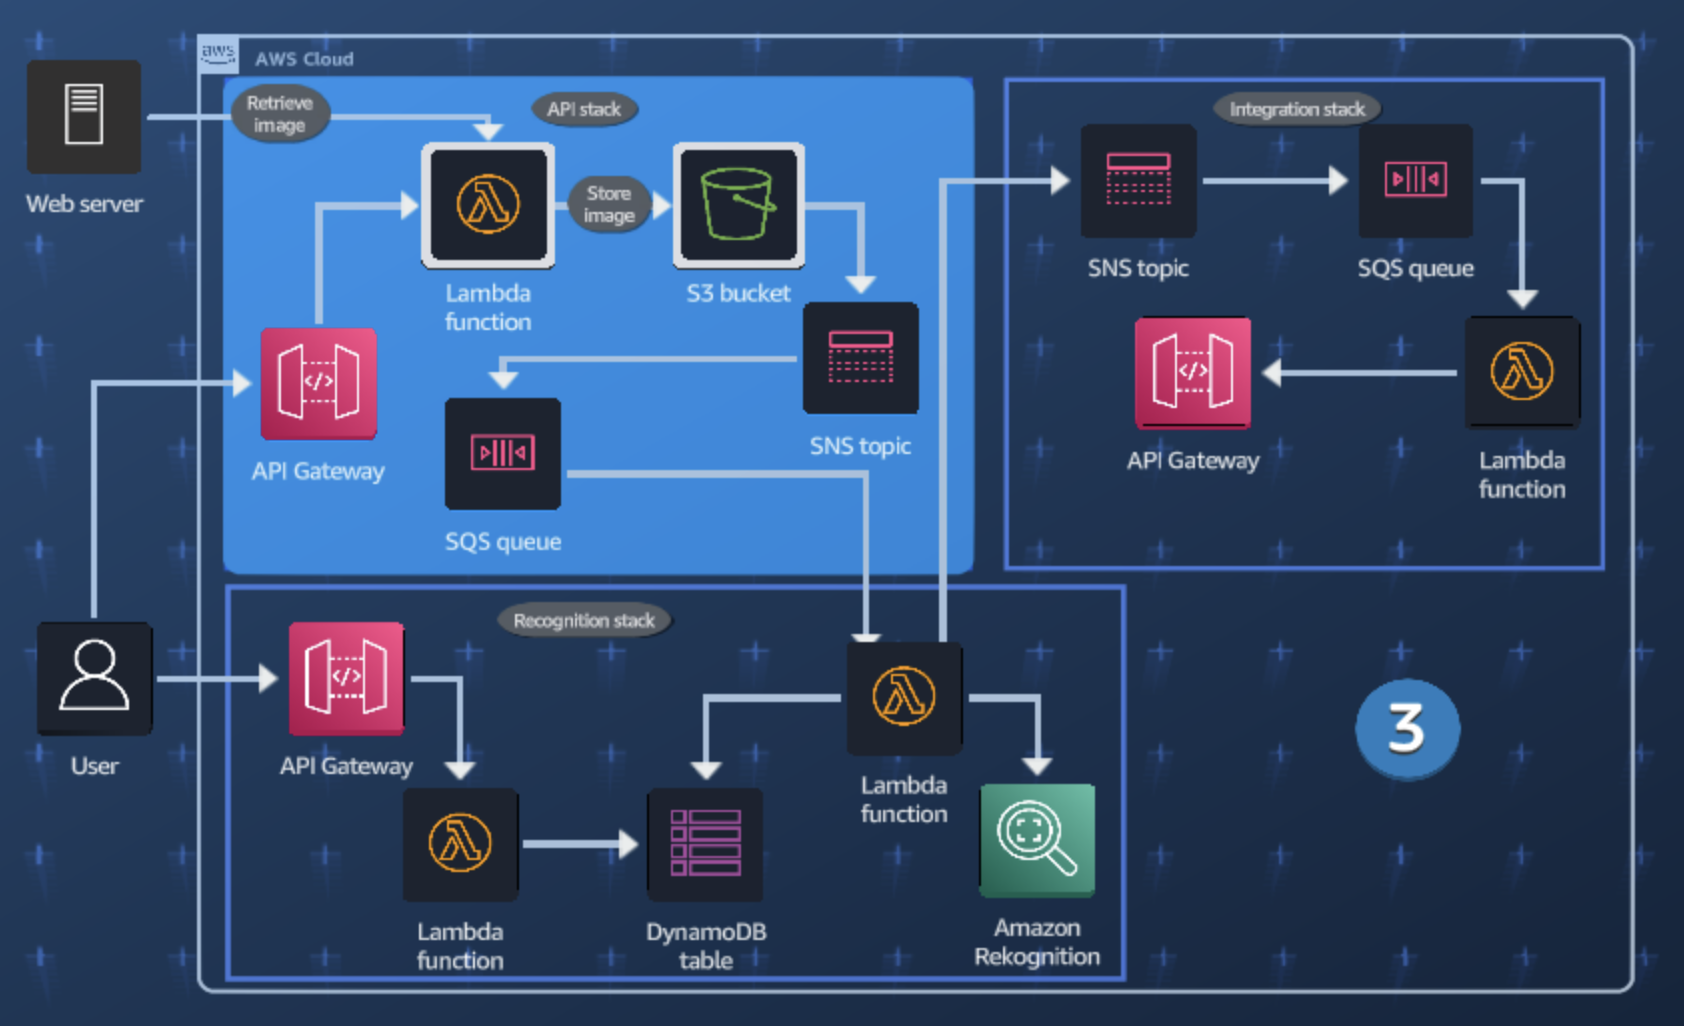 aws
AWS Cloud
Retrieve
image
API stack
Integration stack
Web server
Store
image
Lambda
function
S3 bucket
SNS topic
SQS queue
</>
API Gateway
SNS topic
SQS queue
</>
API Gateway
Lambda
function
Recognition stack
</>
User
API Gateway
3
Lambda
function
Lambda
function
DynamoDB
table
Amazon
Rekognition